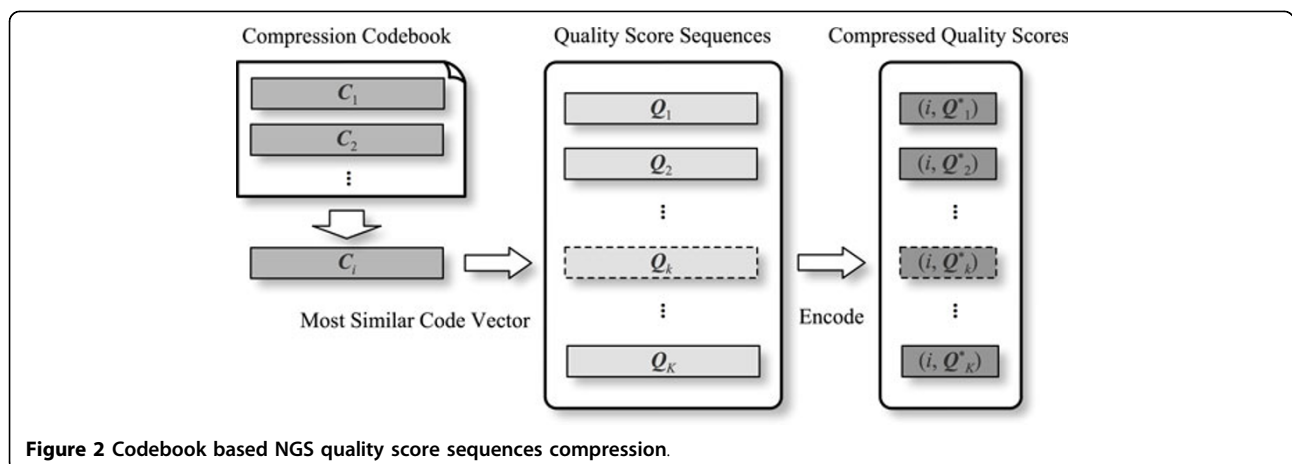 Compression Codebook
Quality Score Sequences
Compressed Quality Scores
C1
C2
⋮
Ci
Most Similar Code Vector
Q1
Q2
⋮
Qk
⋮
QK
Encode
(i, Q*1)
(i, Q*2)
⋮
(i, Q*k)
⋮
(i, Q*K)
Figure 2 Codebook based NGS quality score sequences compression.